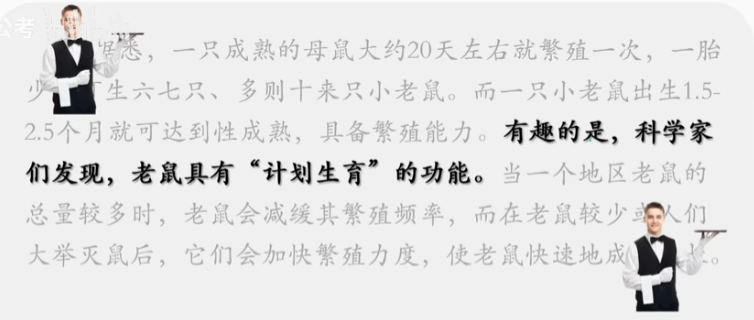 公考
据悉，一只成熟的母鼠大约20天左右就繁殖一次，一胎
少 生六七只、多则十来只小老鼠。而一只小老鼠出生1.5-
2.5个月就可达到性成熟，具备繁殖能力。有趣的是，科学家
们发现，老鼠具有“计划生育”的功能。当一个地区老鼠的
总量较多时，老鼠会减缓其繁殖频率，而在老鼠较少或人们
大举灭鼠后，它们会加快繁殖力度，使老鼠快速地成 。